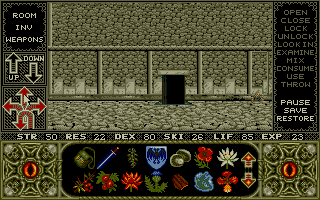 ROOM
INV
WEAPONS
UP
DOWN
OPEN
CLOSE
LOCK
UNLOCK
LOOK IN
EXAMINE
MIX
CONSUME
USE
THROW
PAUSE
SAVE
RESTORE
STR 50 RES 22 DEX 80 SKI 26 LIF 85 EXP 23